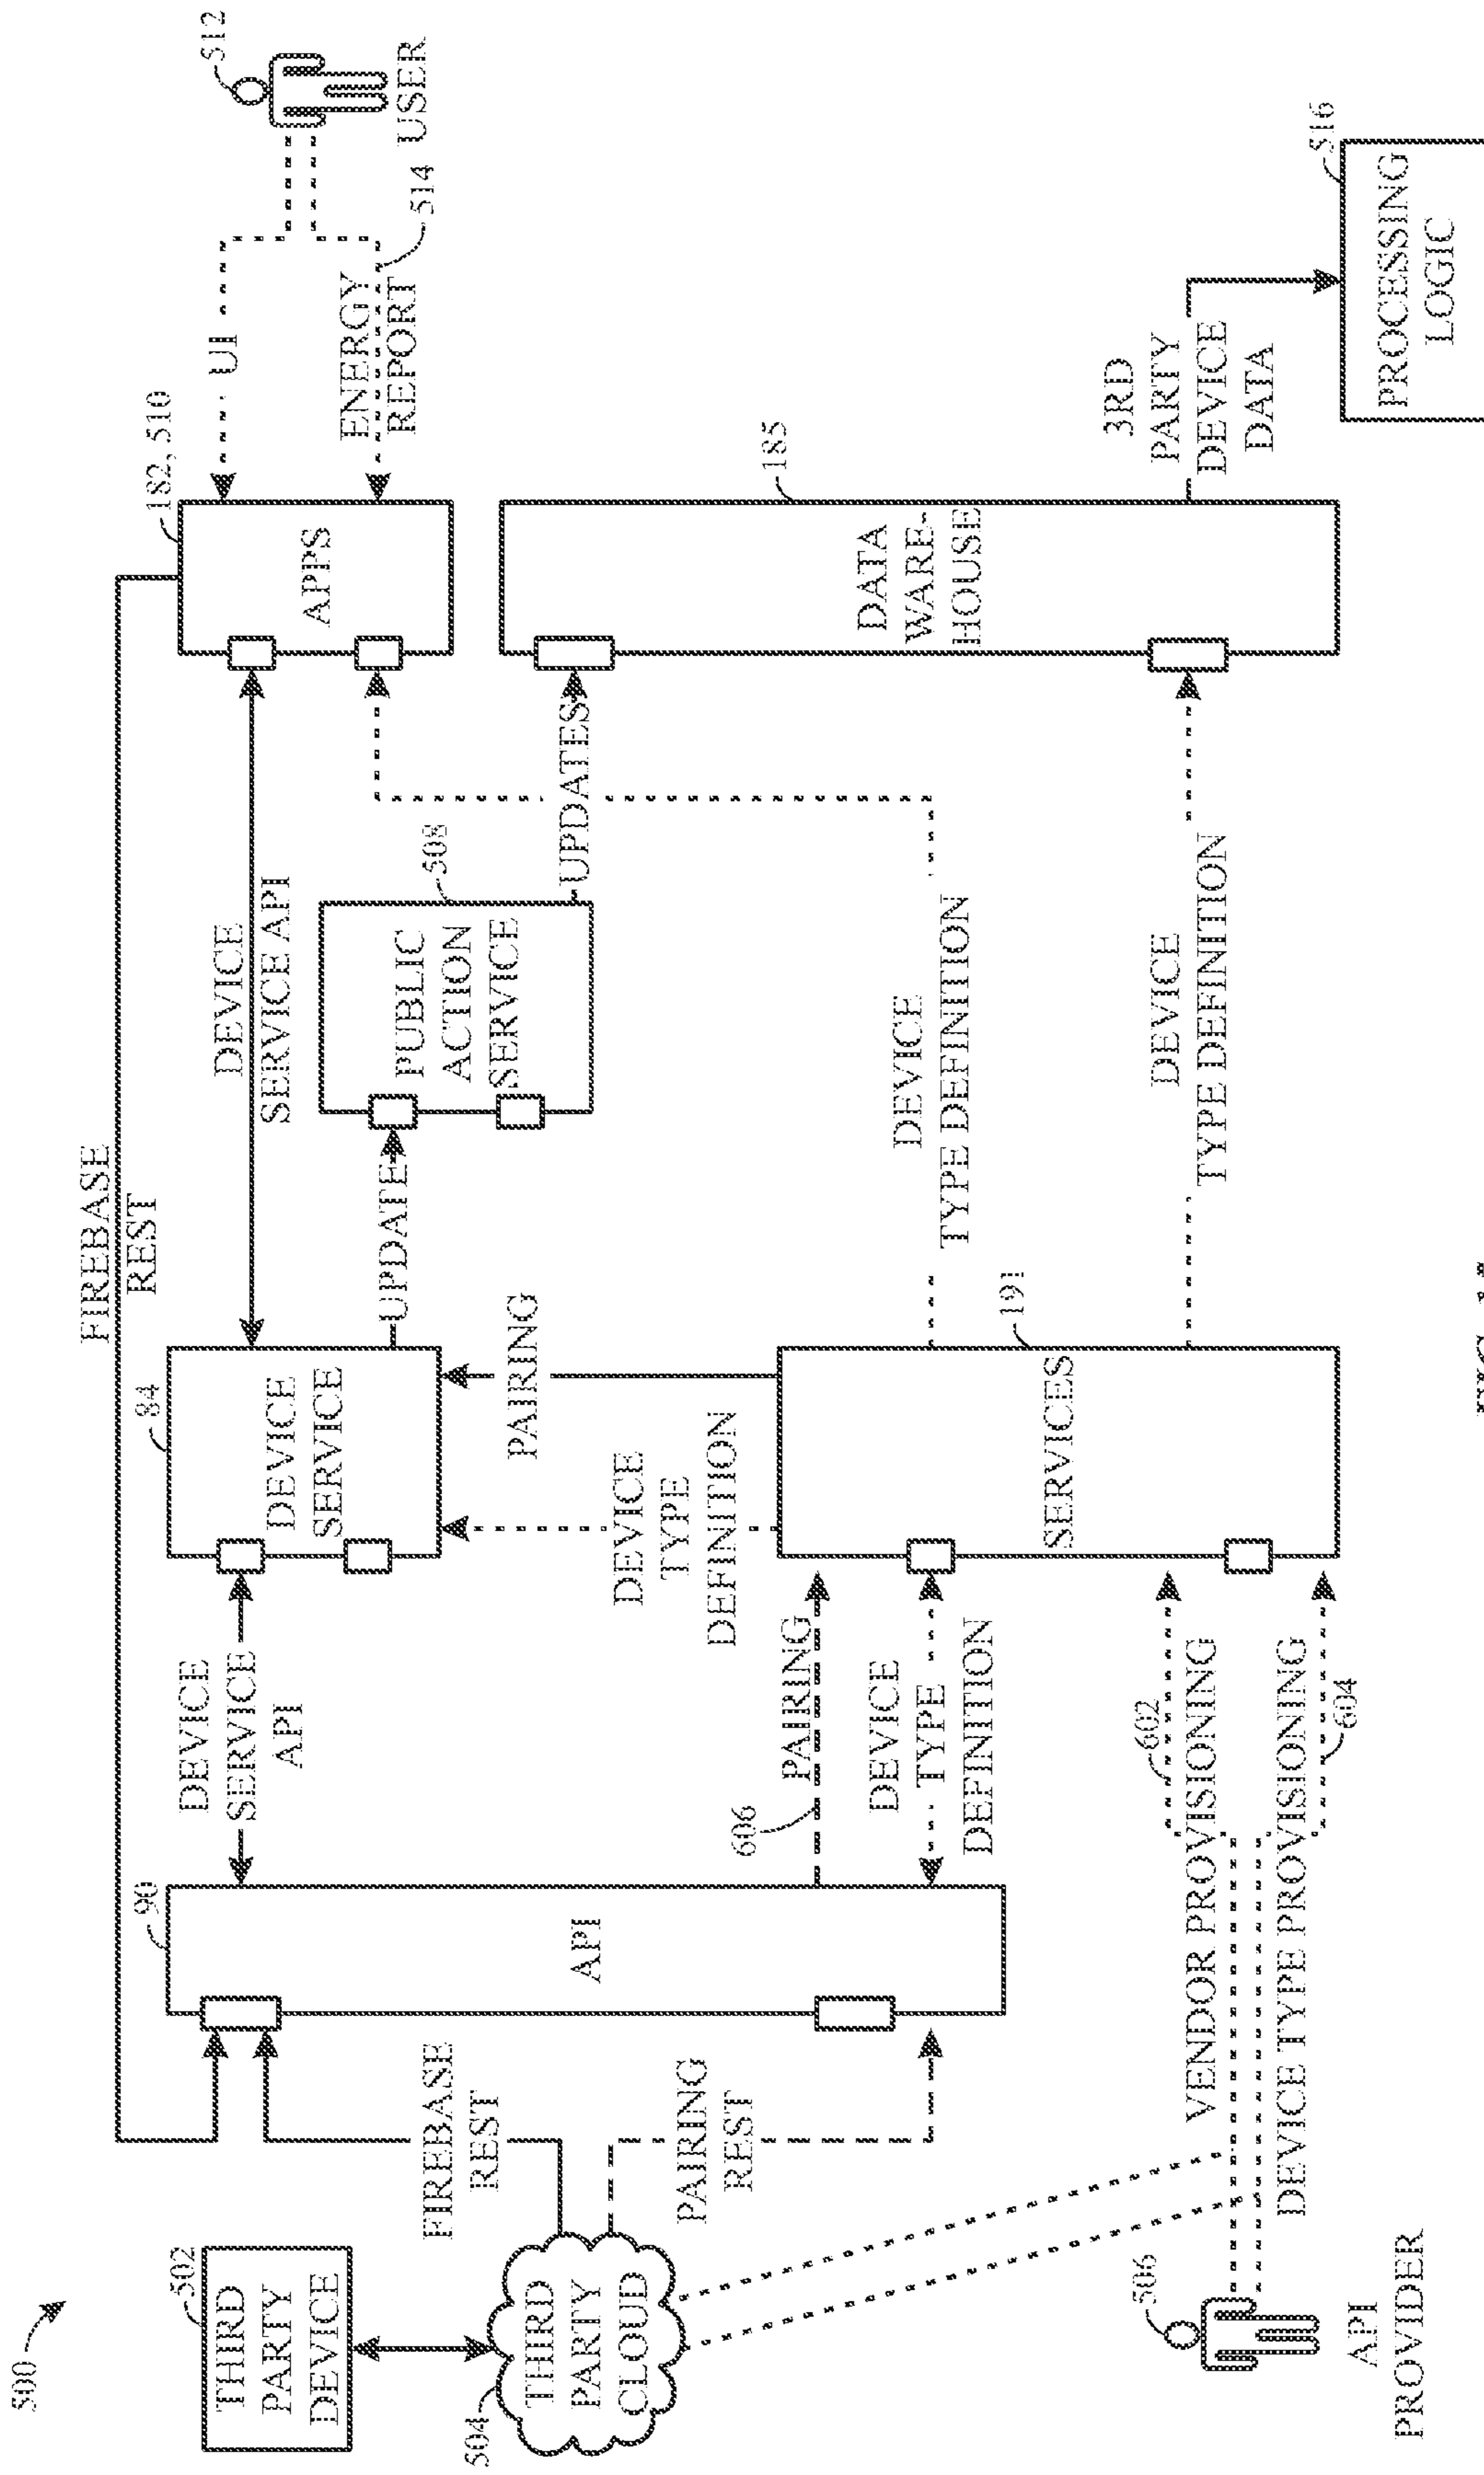 500
FIREBASE
REST
THIRD
PARTY
DEVICE
502
THIRD
PARTY
CLOUD
504
FIREBASE
REST
PAIRING
REST
API
90
DEVICE
SERVICE
API
DEVICE
SERVICE
84
DEVICE
SERVICE API
APPS
182, 510
UI
ENERGY
REPORT
514
USER
512
UPDATE
PUBLIC
ACTION
SERVICE
508
UPDATES
PAIRING
DEVICE
TYPE
DEFINITION
PAIRING
606
DEVICE
TYPE
DEFINITION
SERVICES
191
DEVICE
TYPE DEFINITION
DEVICE
TYPE DEFINITION
DATA
WARE-
HOUSE
185
3RD
PARTY
DEVICE
DATA
PROCESSING
LOGIC
516
602
VENDOR PROVISIONING
DEVICE TYPE PROVISIONING
604
506
API
PROVIDER